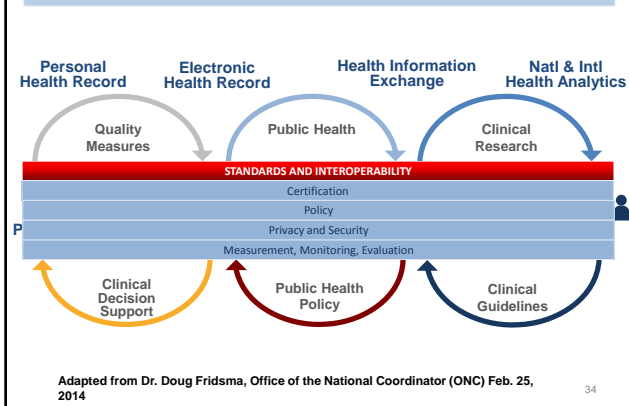 Personal
Health Record
Electronic
Health Record
Health Information
Exchange
Natl & Intl
Health Analytics
Quality
Measures
Public Health
Clinical
Research
STANDARDS AND INTEROPERABILITY
Certification
Policy
P
Privacy and Security
Measurement, Monitoring, Evaluation
Clinical
Decision
Support
Public Health
Policy
Clinical
Guidelines
Adapted from Dr. Doug Fridsma, Office of the National Coordinator (ONC) Feb. 25,
2014
34